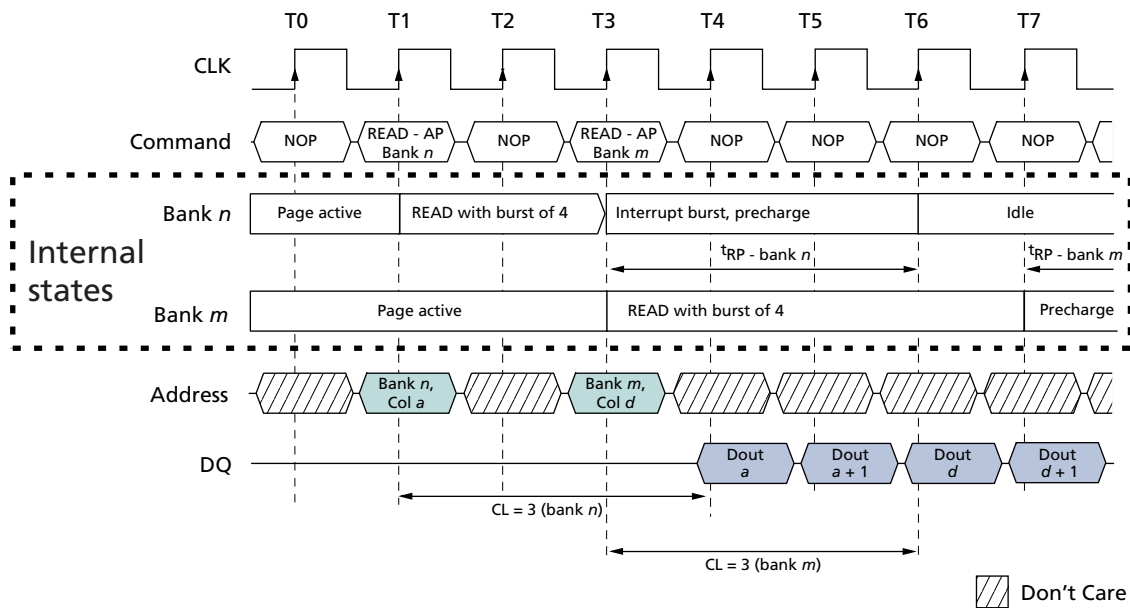 T0 T1 T2 T3 T4 T5 T6 T7
CLK
Command NOP READ - AP Bank n NOP READ - AP Bank m NOP NOP NOP NOP
Internal states
Bank n Page active READ with burst of 4 Interrupt burst, precharge Idle
tRP - bank n tRP - bank m
Bank m Page active READ with burst of 4 Precharge
Address Bank n, Col a Bank m, Col d
DQ Dout a Dout a + 1 Dout d Dout d + 1
CL = 3 (bank n)
CL = 3 (bank m)
Don't Care